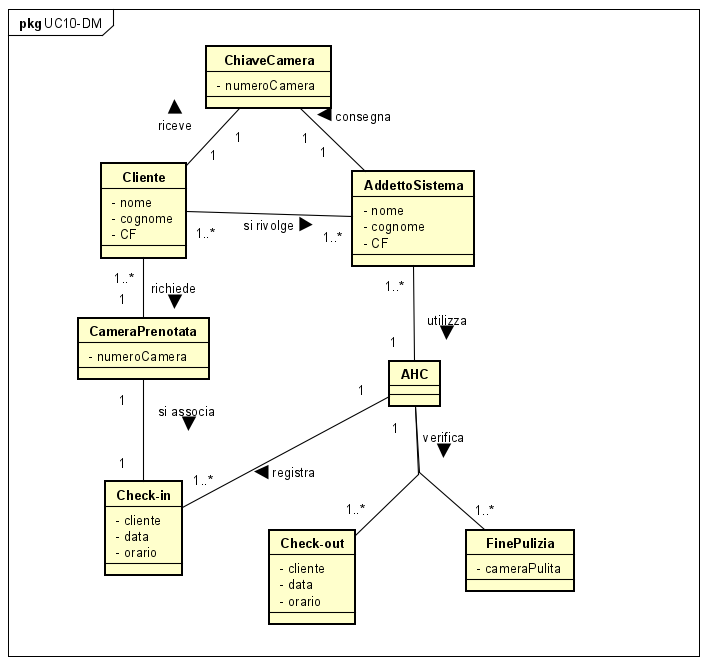 pkg UC10-DM
ChiaveCamera
- numeroCamera
riceve
consegna
1
1
1
1
Cliente
- nome
- cognome
- CF
AddettoSistema
- nome
- cognome
- CF
si rivolge
1..*
1..*
1..*
richiede
1
1..*
utilizza
1
CameraPrenotata
- numeroCamera
AHC
1
si associa
1
1
verifica
1
1..*
registra
Check-in
- cliente
- data
- orario
1..*
1..*
Check-out
- cliente
- data
- orario
FinePulizia
- cameraPulita